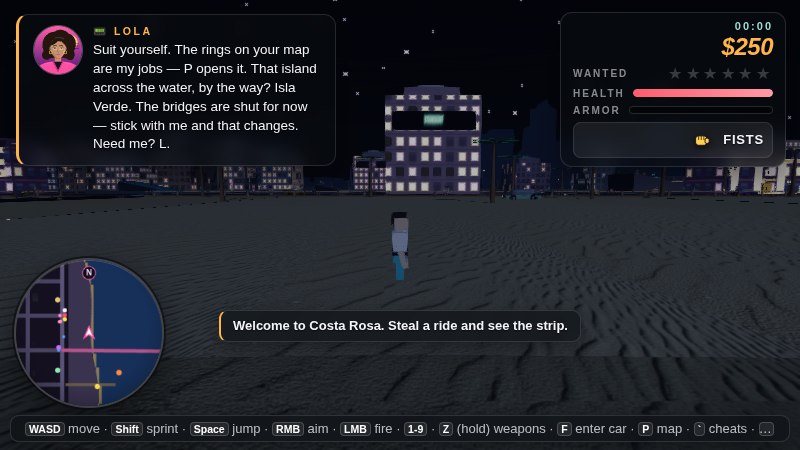 LOLA
Suit yourself. The rings on your map
are my jobs — P opens it. That island
across the water, by the way? Isla
Verde. The bridges are shut for now
— stick with me and that changes.
Need me? L.
00:00
$250
WANTED
HEALTH
ARMOR
FISTS
N
Welcome to Costa Rosa. Steal a ride and see the strip.
WASD move · Shift sprint · Space jump · RMB aim · LMB fire · 1-9 · Z (hold) weapons · F enter car · P map · ` cheats · ...